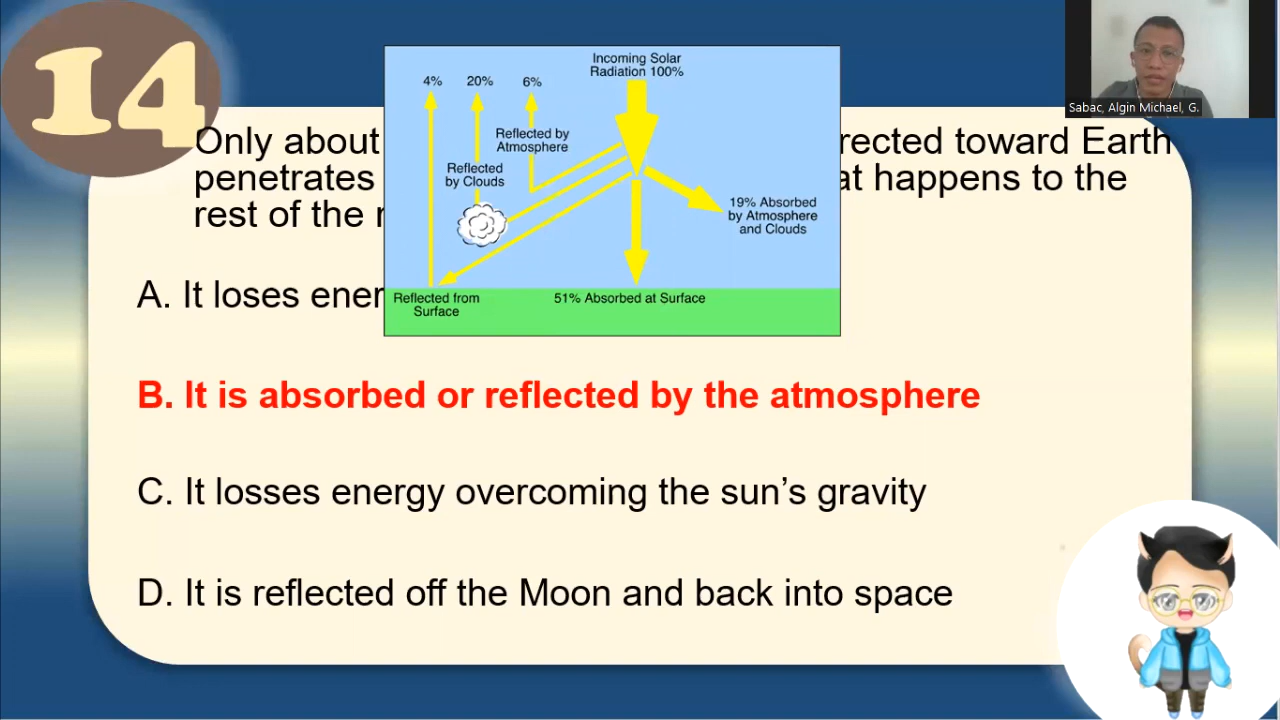 14
Only about
rected toward Earth
penetrates
at happens to the
rest of the
A. It loses ener
B. It is absorbed or reflected by the atmosphere
C. It losses energy overcoming the sun's gravity
D. It is reflected off the Moon and back into space
Incoming Solar
Radiation 100%
4% 20% 6%
Reflected by
Atmosphere
Reflected
by Clouds
19% Absorbed
by Atmosphere
and Clouds
Reflected from
Surface
51% Absorbed at Surface
Sabac, Algin Michael, G.